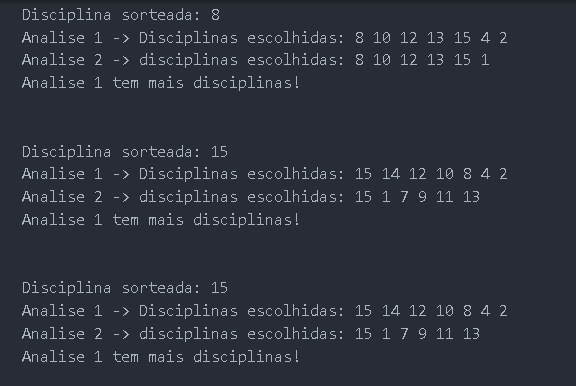 Disciplina sorteada: 8
Analise 1 -> Disciplinas escolhidas: 8 10 12 13 15 4 2
Analise 2 -> disciplinas escolhidas: 8 10 12 13 15 1
Analise 1 tem mais disciplinas!
Disciplina sorteada: 15
Analise 1 -> Disciplinas escolhidas: 15 14 12 10 8 4 2
Analise 2 -> disciplinas escolhidas: 15 1 7 9 11 13
Analise 1 tem mais disciplinas!
Disciplina sorteada: 15
Analise 1 -> Disciplinas escolhidas: 15 14 12 10 8 4 2
Analise 2 -> disciplinas escolhidas: 15 1 7 9 11 13
Analise 1 tem mais disciplinas!